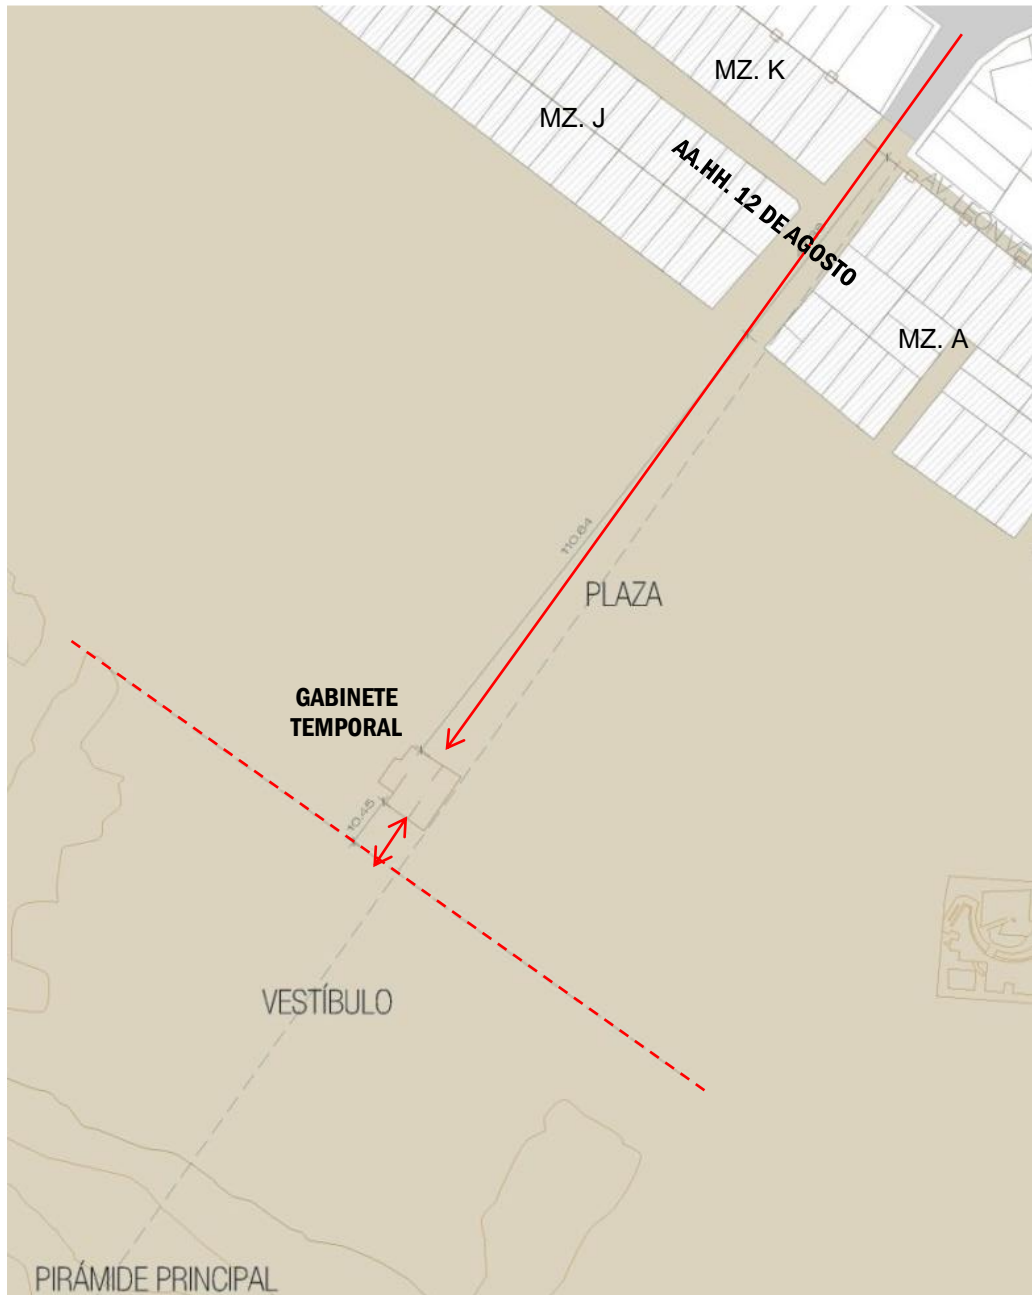 MZ. K
MZ. J
AA.HH. 12 DE AGOSTO
MZ. A
110.84
PLAZA
GABINETE
TEMPORAL
10.45
VESTÍBULO
PIRÁMIDE PRINCIPAL